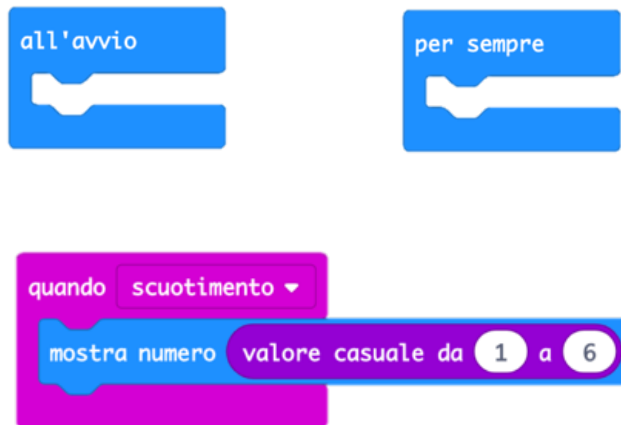 all'avvio
per sempre
quando scuotimento
mostra numero valore casuale da 1 a 6